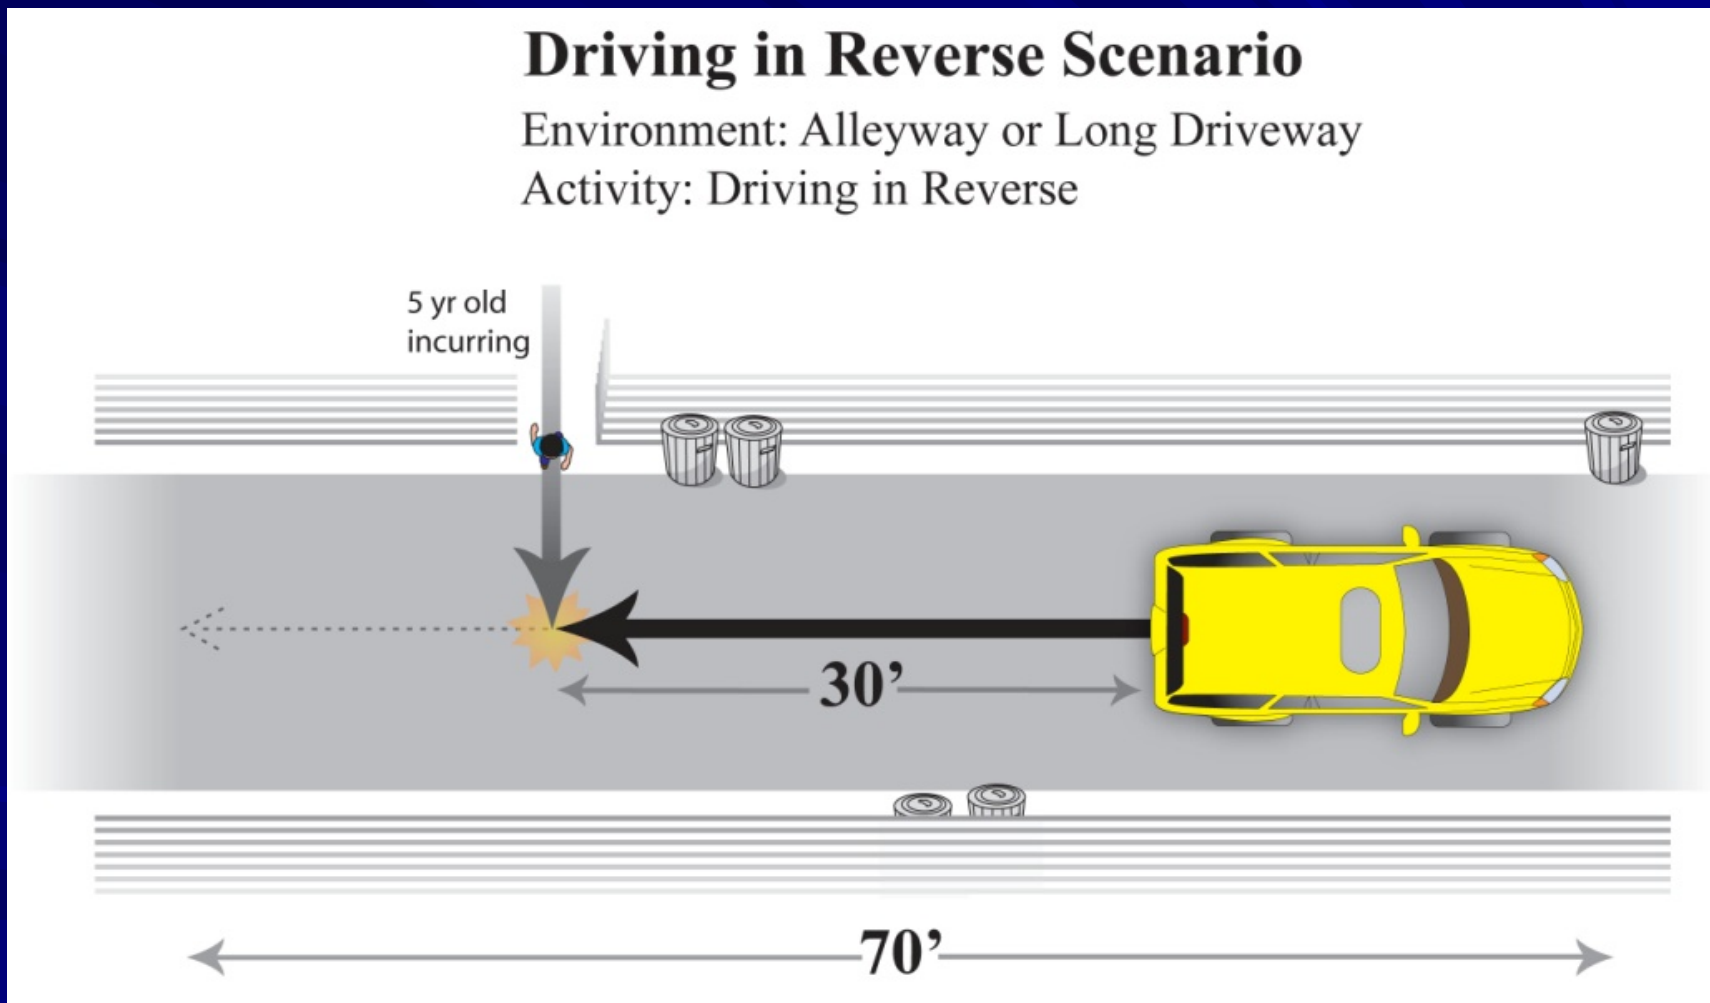 Driving in Reverse Scenario
Environment: Alleyway or Long Driveway
Activity: Driving in Reverse
5 yr old
incurring
30’
70’